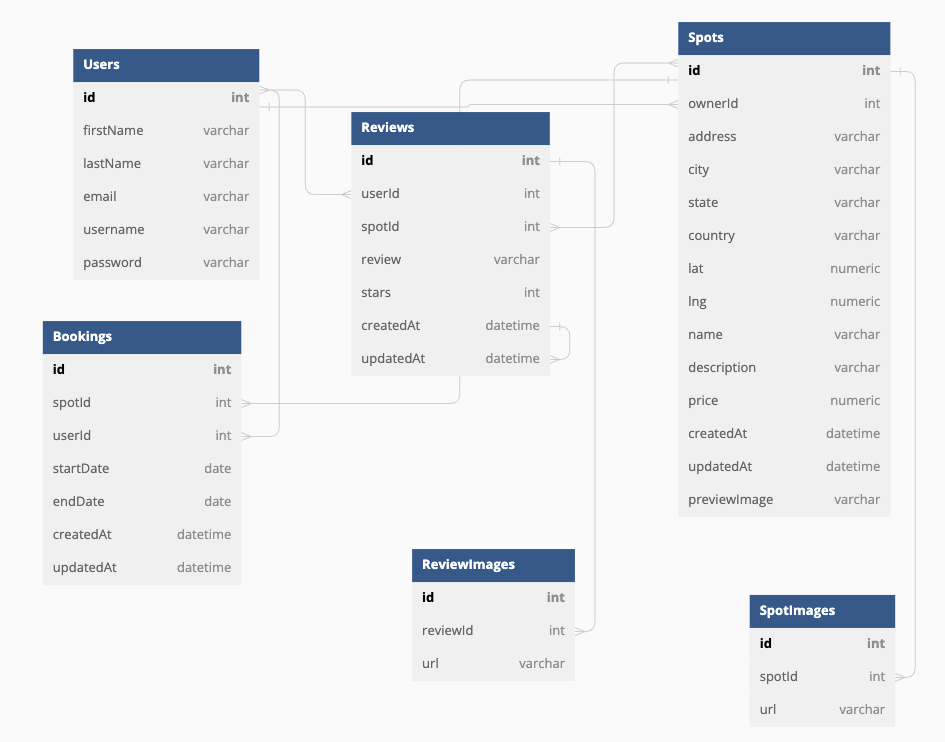 Users
id int
firstName varchar
lastName varchar
email varchar
username varchar
password varchar
Bookings
id int
spotId int
userId int
startDate date
endDate date
createdAt datetime
updatedAt datetime
Reviews
id int
userId int
spotId int
review varchar
stars int
createdAt datetime
updatedAt datetime
ReviewImages
id int
reviewId int
url varchar
Spots
id int
ownerId int
address varchar
city varchar
state varchar
country varchar
lat numeric
lng numeric
name varchar
description varchar
price numeric
createdAt datetime
updatedAt datetime
previewImage varchar
SpotImages
id int
spotId int
url varchar